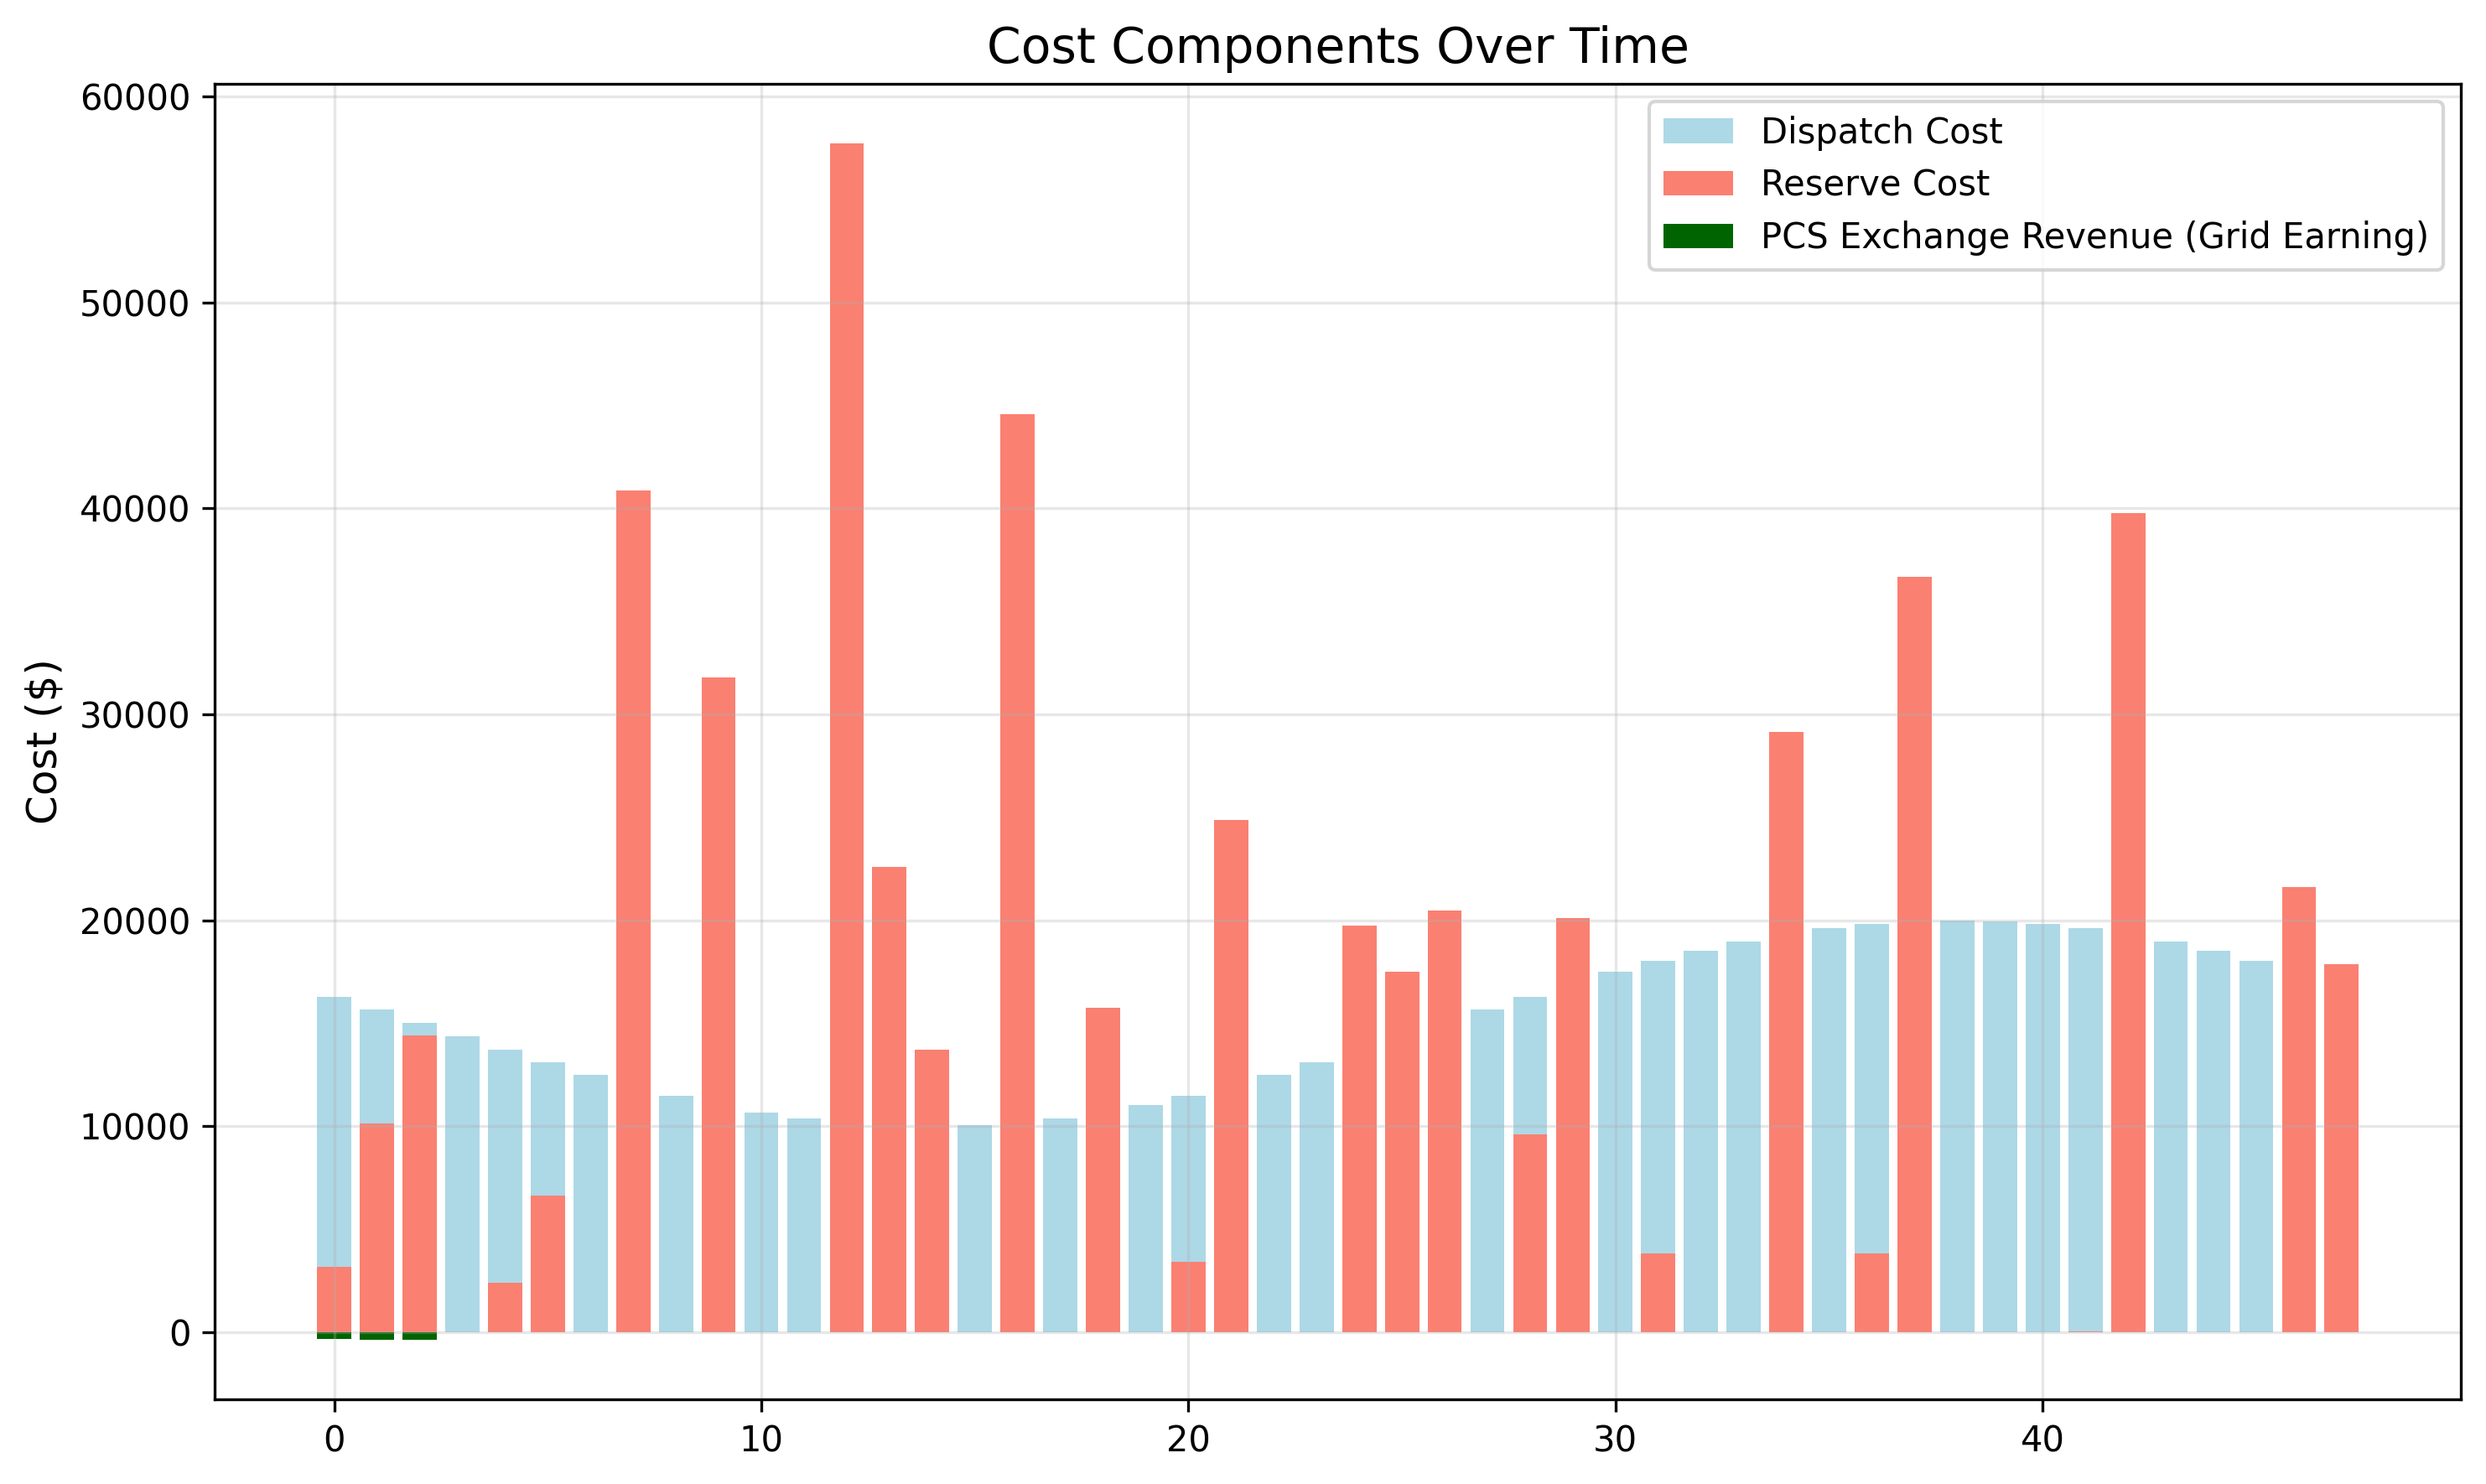 Cost Components Over Time
60000
50000
40000
30000
20000
10000
0
Cost ($)
Dispatch Cost
Reserve Cost
PCS Exchange Revenue (Grid Earning)
0 10 20 30 40